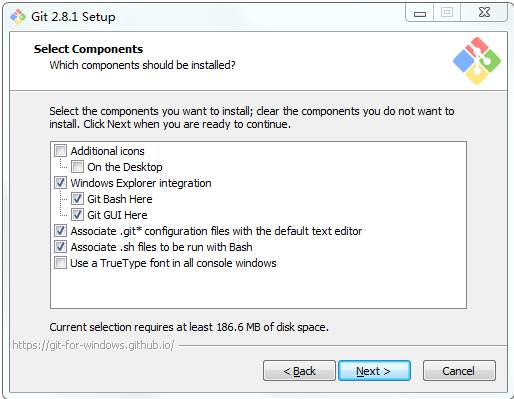 Git 2.8.1 Setup
Select Components
Which components should be installed?
Select the components you want to install; clear the components you do not want to
install. Click Next when you are ready to continue.
Additional icons
On the Desktop
Windows Explorer integration
Git Bash Here
Git GUI Here
Associate .git* configuration files with the default text editor
Associate .sh files to be run with Bash
Use a TrueType font in all console windows
Current selection requires at least 186.6 MB of disk space.
https://git-for-windows.github.io/
< Back
Next >
Cancel